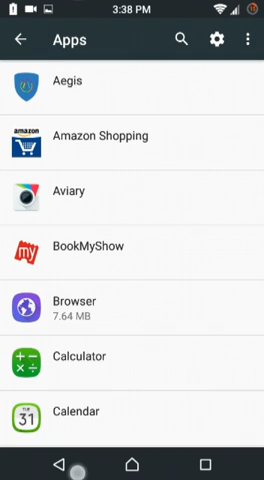 3:38 PM
Apps
Aegis
amazon
Amazon Shopping
Aviary
my
BookMyShow
Browser
7.64 MB
+ −
× ÷
Calculator
31
Calendar